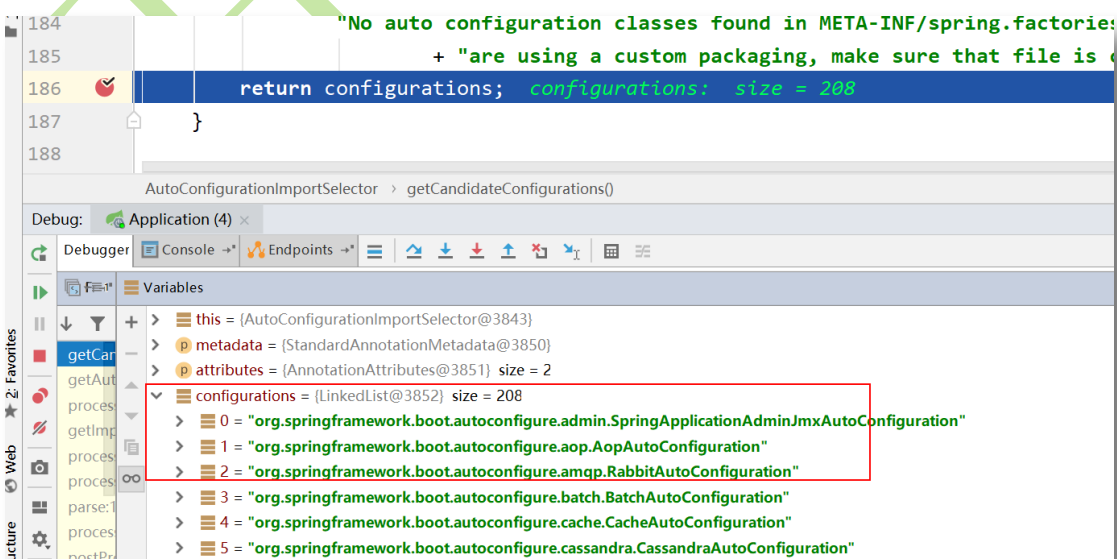 184 "No auto configuration classes found in META-INF/spring.factories
185 + "are using a custom packaging, make sure that file is
186 return configurations; configurations: size = 208
187 }
188
AutoConfigurationImportSelector > getCandidateConfigurations()
Debug: Application (4) ×
Debugger Console Endpoints
Variables
this = {AutoConfigurationImportSelector@3843}
p metadata = {StandardAnnotationMetadata@3850}
getCar
p attributes = {AnnotationAttributes@3851} size = 2
getAut
configurations = {LinkedList@3852} size = 208
proces
0 = "org.springframework.boot.autoconfigure.admin.SpringApplicationAdminJmxAutoConfiguration"
getImp
1 = "org.springframework.boot.autoconfigure.aop.AopAutoConfiguration"
proces
2 = "org.springframework.boot.autoconfigure.amqp.RabbitAutoConfiguration"
proces
3 = "org.springframework.boot.autoconfigure.batch.BatchAutoConfiguration"
parse:1
4 = "org.springframework.boot.autoconfigure.cache.CacheAutoConfiguration"
proces
5 = "org.springframework.boot.autoconfigure.cassandra.CassandraAutoConfiguration"
postPr
2: Favorites
Web
ucture